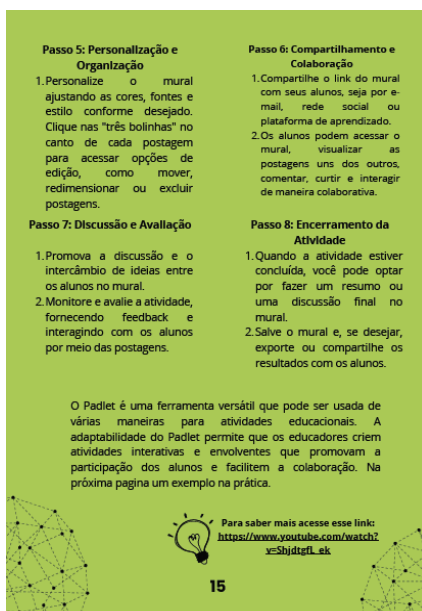 Passo 5: Personalização e
Organização
1. Personalize o mural
ajustando as cores, fontes e
estilo conforme desejado.
Clique nas "três bolinhas" no
canto de cada postagem
para acessar opções de
edição, como mover,
redimensionar ou excluir
postagens.
Passo 6: Compartilhamento e
Colaboração
1. Compartilhe o link do mural
com seus alunos, seja por e-
mail, rede social ou
plataforma de aprendizado.
2. Os alunos podem acessar o
mural, visualizar as
postagens uns dos outros,
comentar, curtir e interagir
de maneira colaborativa.
Passo 7: Discussão e Avaliação
1. Promova a discussão e o
intercâmbio de ideias entre
os alunos no mural.
2. Monitore e avalie a atividade,
fornecendo feedback e
interagindo com os alunos
por meio das postagens.
Passo 8: Encerramento da
Atividade
1. Quando a atividade estiver
concluída, você pode optar
por fazer um resumo ou
uma discussão final no
mural.
2. Salve o mural e, se desejar,
exporte ou compartilhe os
resultados com os alunos.
O Padlet é uma ferramenta versátil que pode ser usada de
várias maneiras para atividades educacionais. A
adaptabilidade do Padlet permite que os educadores criem
atividades interativas e envolventes que promovam a
participação dos alunos e facilitem a colaboração. Na
próxima pagina um exemplo na prática.
Para saber mais acesse esse link:
https://www.youtube.com/watch?
v=ShjdtgfL_ek
15